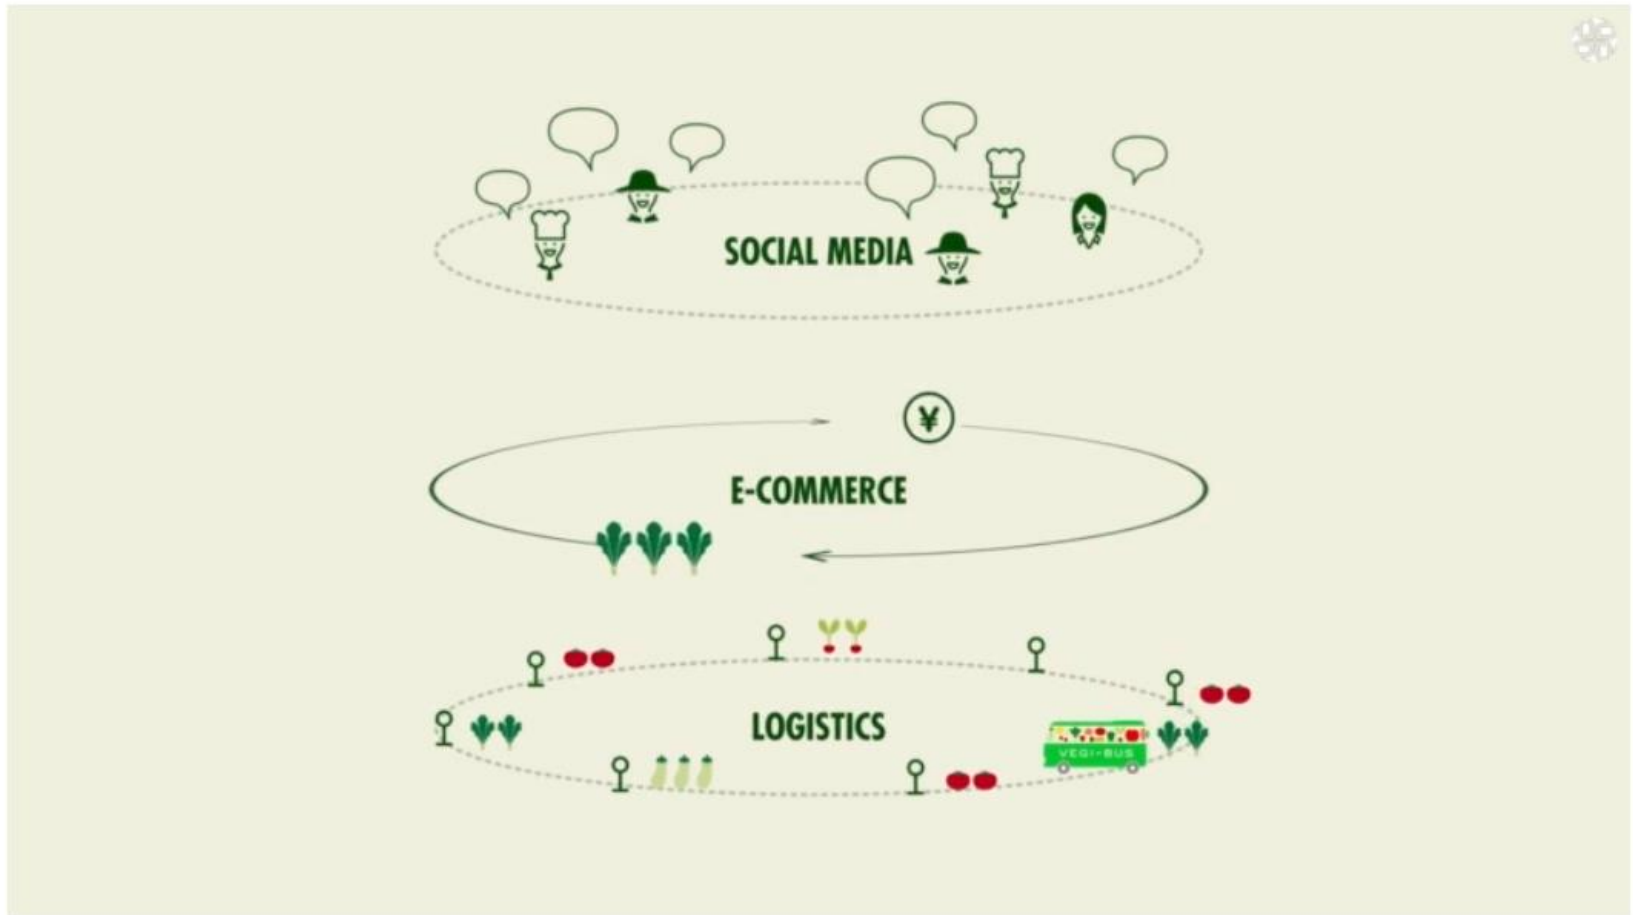 SOCIAL MEDIA
¥
E-COMMERCE
LOGISTICS
VEGI-BUS